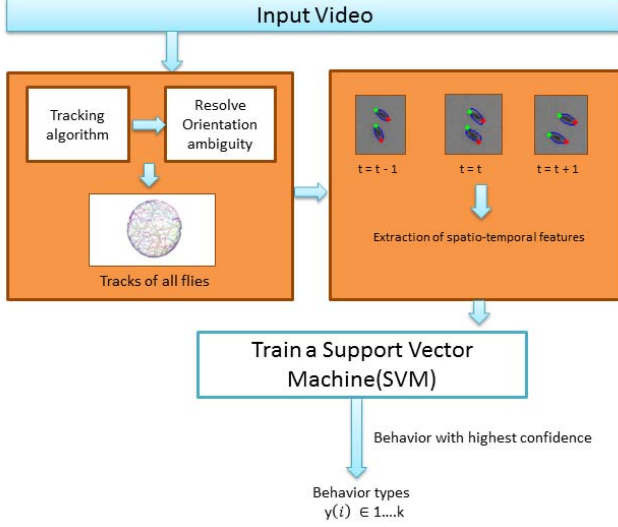 Input Video
Tracking
algorithm
Resolve
Orientation
ambiguity
Tracks of all flies
t = t - 1
t = t
t = t + 1
Extraction of spatio-temporal features
Train a Support Vector
Machine(SVM)
Behavior with highest confidence
Behavior types
y(i) ∈ 1....k